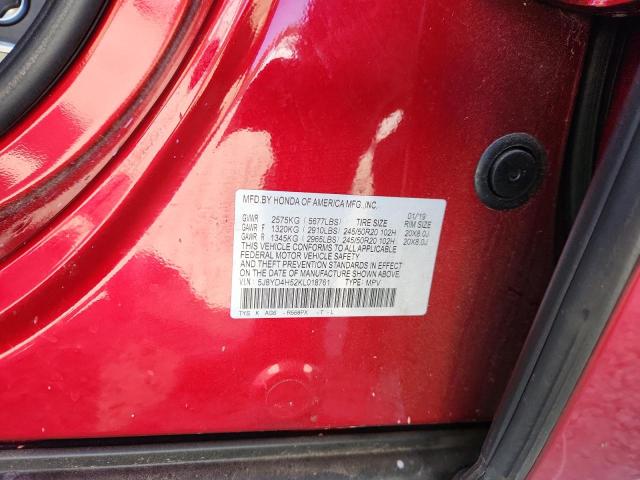 MFD.BY HONDA OF AMERICA MFG., INC. 01/19
GVWR 2575KG (5677LBS) TIRE SIZE RIM SIZE
GAWR F 1320KG (2910LBS) 245/50R20 102H 20X8.0J
GAWR R 1345KG (2965LBS) 245/50R20 102H 20X8.0J
THIS VEHICLE CONFORMS TO ALL APPLICABLE
FEDERAL MOTOR VEHICLE SAFETY
AND THEFT PREVENTION STANDARDS IN EFFECT
ON THE DATE OF MANUFACTURE SHOWN ABOVE.
VIN: 5J8YD4H52KL018761 TYPE: MPV
TYS K A06 - R568PX - T - L